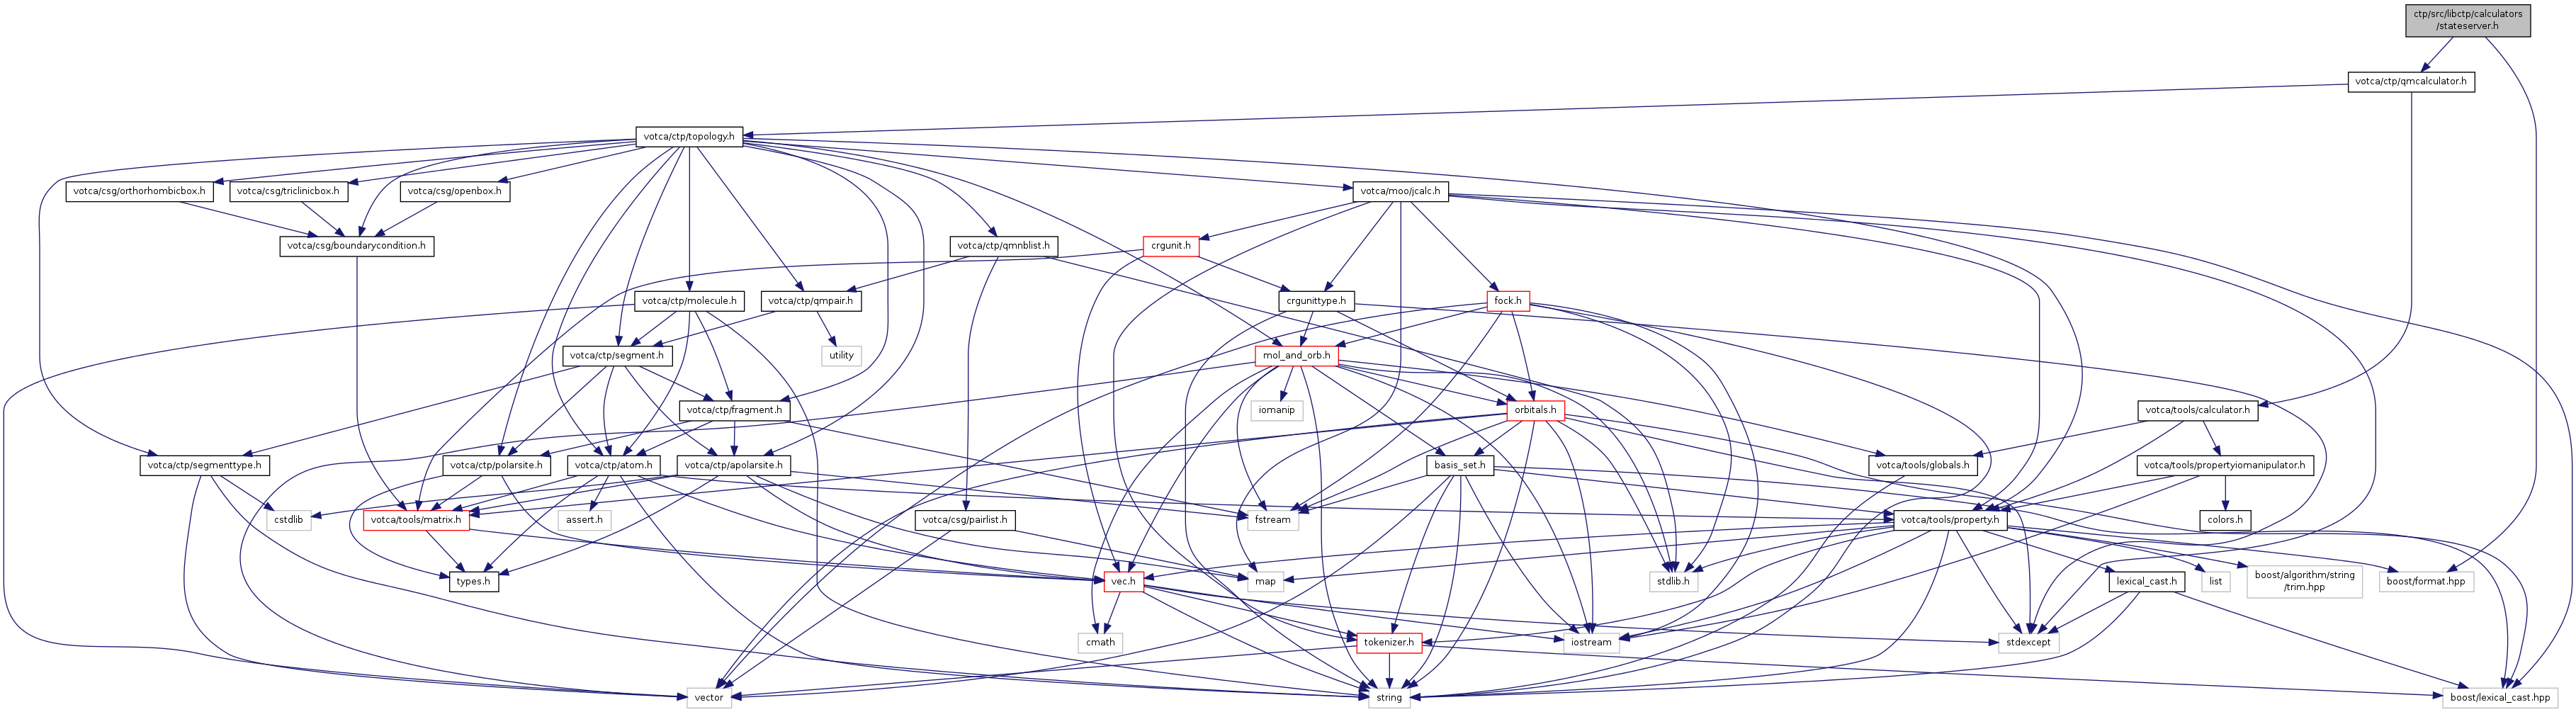 ctp/src/libctp/calculators
/stateserver.h
votca/ctp/qmcalculator.h
votca/ctp/topology.h
votca/csg/orthorhombicbox.h
votca/csg/triclinicbox.h
votca/csg/openbox.h
votca/moo/jcalc.h
votca/csg/boundarycondition.h
votca/ctp/qmnblist.h
crgunit.h
votca/ctp/molecule.h
votca/ctp/qmpair.h
crgunittype.h
fock.h
votca/ctp/segment.h
utility
mol_and_orb.h
votca/ctp/fragment.h
iomanip
orbitals.h
votca/tools/calculator.h
votca/ctp/segmenttype.h
votca/ctp/polarsite.h
votca/ctp/atom.h
votca/ctp/apolarsite.h
basis_set.h
votca/tools/globals.h
votca/tools/propertyiomanipulator.h
cstdlib
votca/tools/matrix.h
assert.h
votca/csg/pairlist.h
fstream
votca/tools/property.h
colors.h
types.h
vec.h
map
stdlib.h
lexical_cast.h
list
boost/algorithm/string
/trim.hpp
boost/format.hpp
cmath
tokenizer.h
iostream
stdexcept
vector
string
boost/lexical_cast.hpp